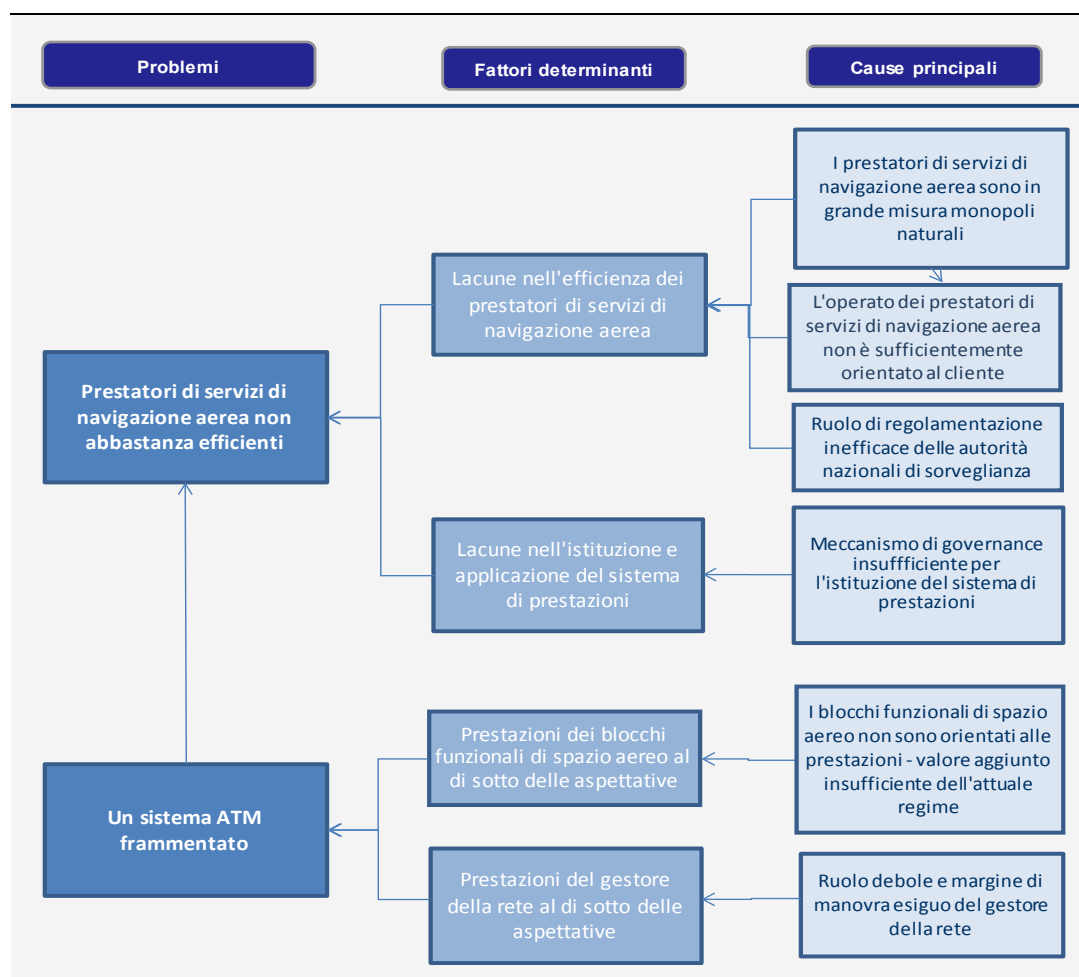 Problemi
Fattori determinanti
Cause principali
I prestatori di servizi di
navigazione aerea sono in
grande misura monopoli
naturali
Lacune nell'efficienza dei
prestatori di servizi di
navigazione aerea
L'operato dei prestatori di
servizi di navigazione aerea
non è sufficientemente
orientato al cliente
Prestatori di servizi di
navigazione aerea non
abbastanza efficienti
Ruolo di regolamentazione
inefficace delle autorità
nazionali di sorveglianza
Lacune nell'istituzione e
applicazione del sistema
di prestazioni
Meccanismo di governance
insuffficiente per
l'istituzione del sistema di
prestazioni
Prestazioni dei blocchi
funzionali di spazio aereo al
di sotto delle aspettative
I blocchi funzionali di spazio
aereo non sono orientati alle
prestazioni - valore aggiunto
insufficiente dell'attuale
regime
Un sistema ATM
frammentato
Prestazioni del gestore
della rete al di sotto delle
aspettative
Ruolo debole e margine di
manovra esiguo del gestore
della rete